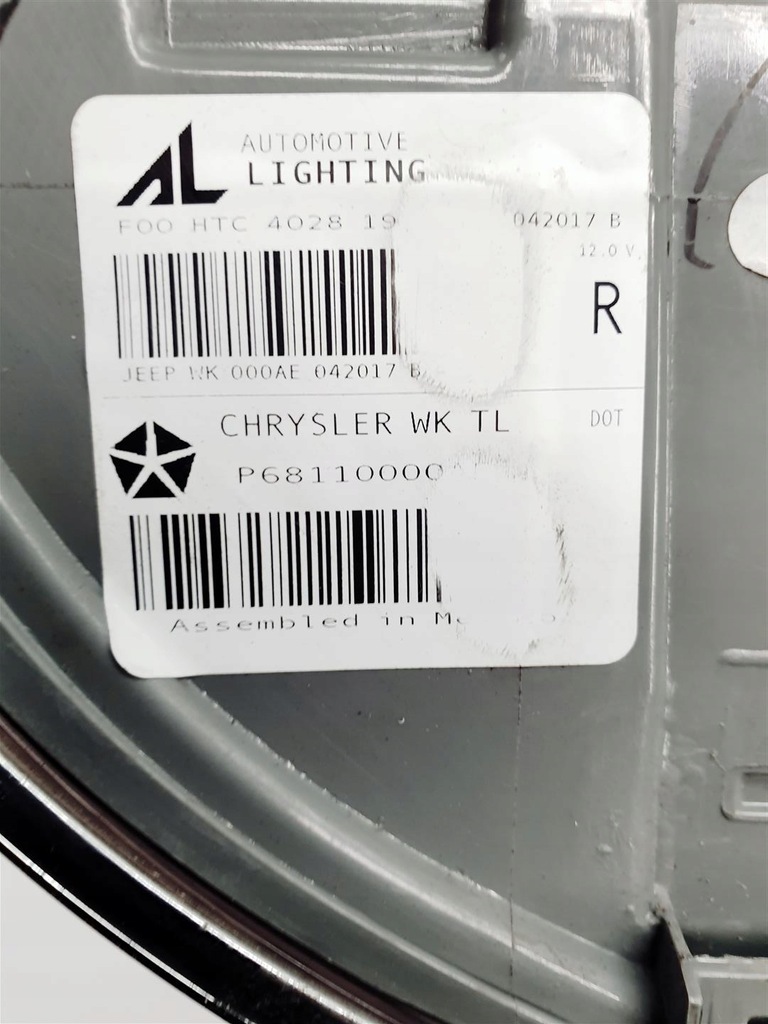 AL AUTOMOTIVE
LIGHTING
FOO HTC 4028 19 042017 B
12.0 V
R
JEEP WK 000AE 042017 B
CHRYSLER WK TL DOT
P68110000
Assembled in